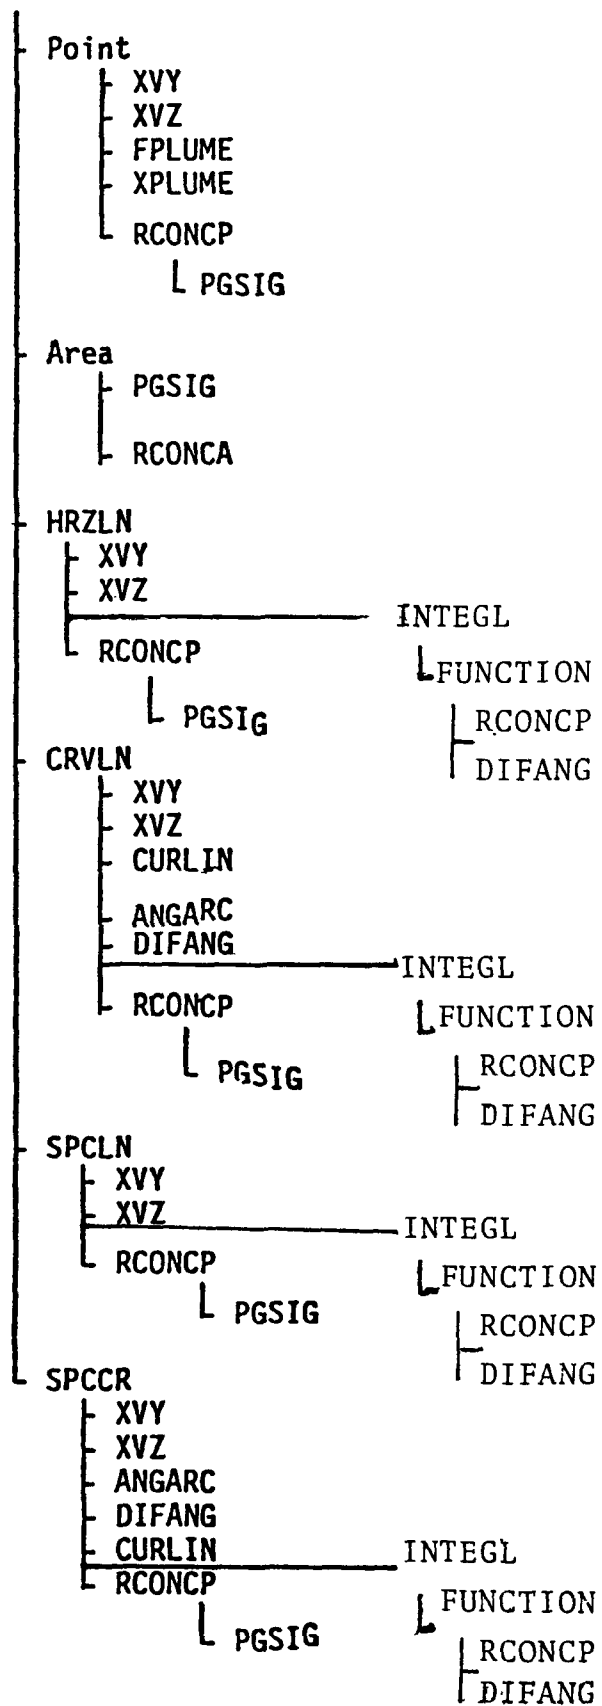 Point
XVY
XVZ
FPLUME
XPLUME
RCONCP
PGSIG
Area
PGSIG
RCONCA
HRZLN
XVY
XVZ
INTEGL
RCONCP
FUNCTION
PGSIG
RCONCP
DIFANG
CRVLN
XVY
XVZ
CURLIN
ANGARC
DIFANG
INTEGL
RCONCP
FUNCTION
PGSIG
RCONCP
DIFANG
SPCLN
XVY
XVZ
INTEGL
RCONCP
FUNCTION
PGSIG
RCONCP
DIFANG
SPCCR
XVY
XVZ
ANGARC
DIFANG
CURLIN
INTEGL
RCONCP
FUNCTION
PGSIG
RCONCP
DIFANG